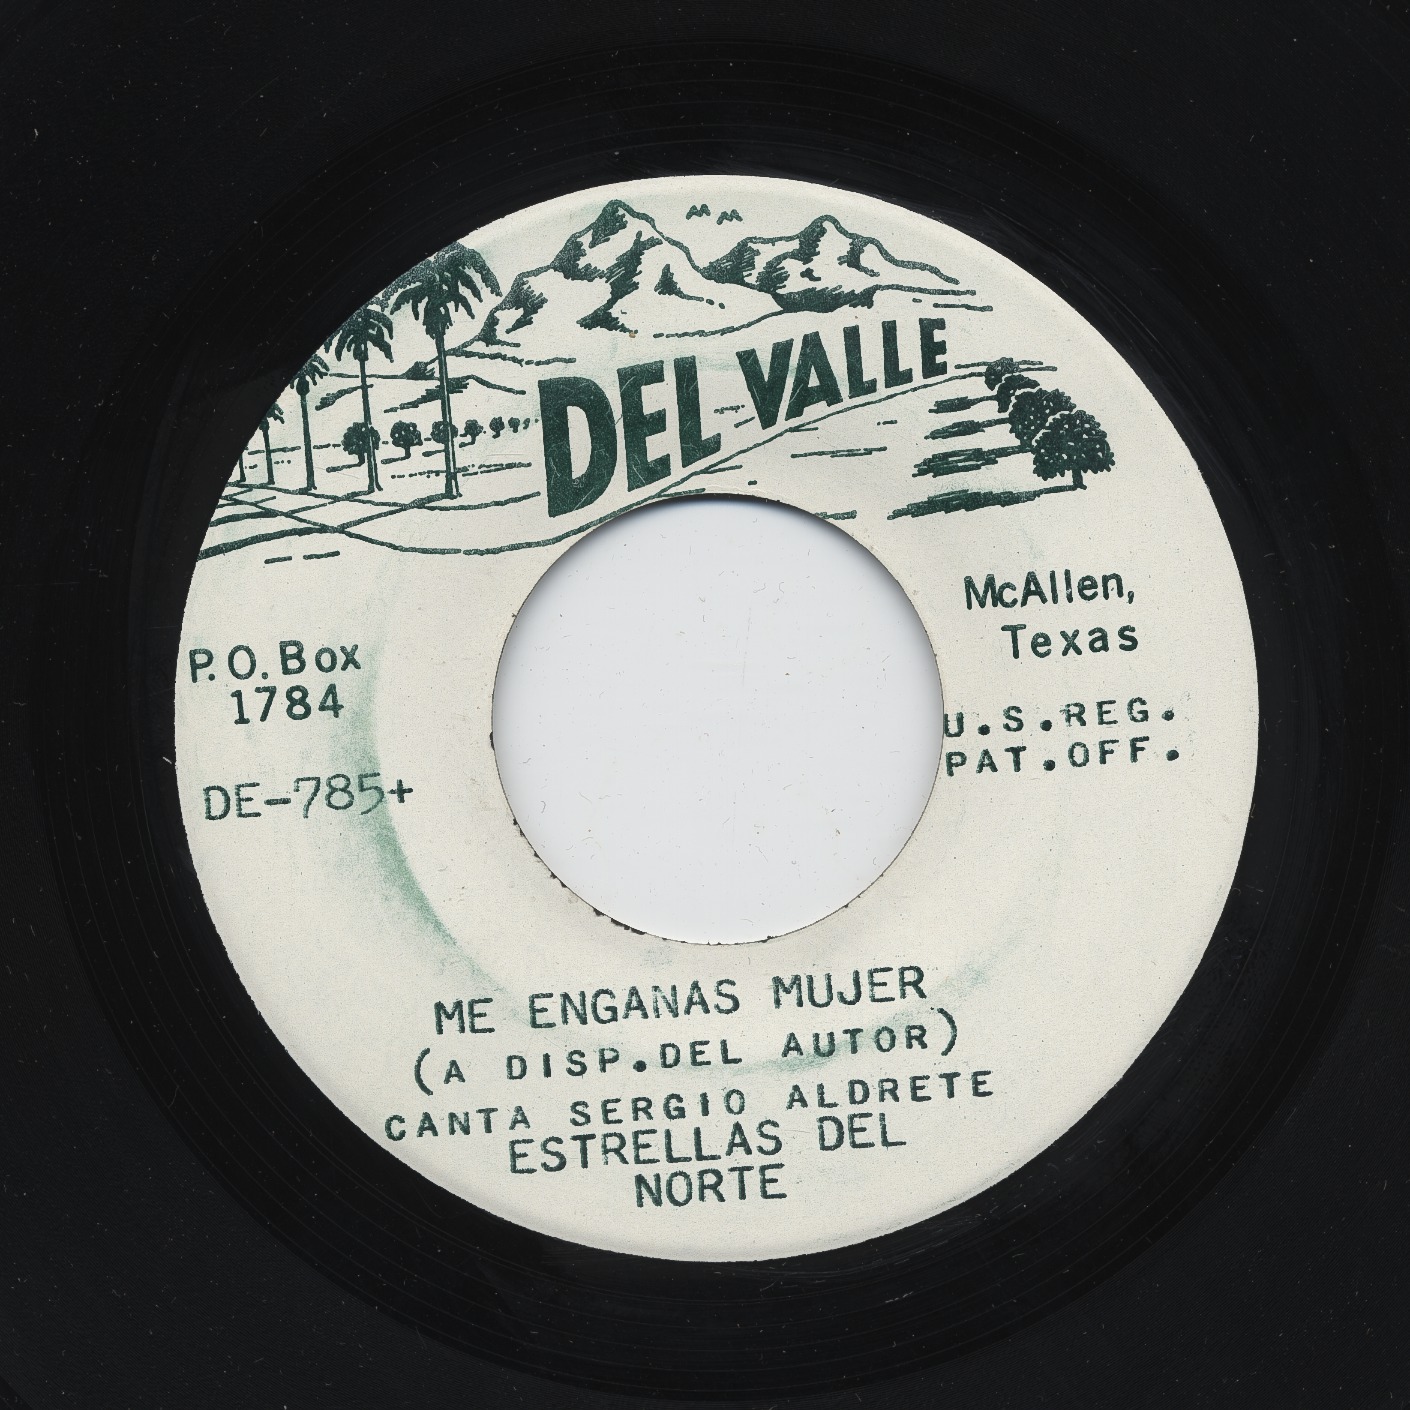 DEL VALLE
McAllen,
Texas
P.O. Box
1784
U.S.REG.
PAT.OFF.
DE-785+
ME ENGANAS MUJER
(A DISP.DEL AUTOR)
CANTA SERGIO ALDRETE
ESTRELLAS DEL
NORTE